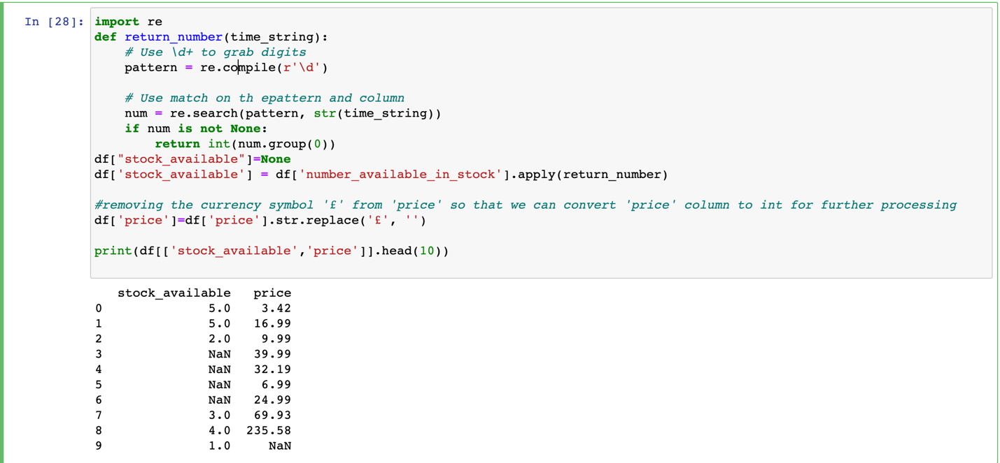 In [28]:
import re
def return_number(time_string):
    # Use \d+ to grab digits
    pattern = re.compile(r'\d')

    # Use match on th epattern and column
    num = re.search(pattern, str(time_string))
    if num is not None:
        return int(num.group(0))
df["stock_available"]=None
df['stock_available'] = df['number_available_in_stock'].apply(return_number)

#removing the currency symbol '£' from 'price' so that we can convert 'price' column to int for further processing
df['price']=df['price'].str.replace('£', '')

print(df[['stock_available','price']].head(10))

   stock_available   price
0              5.0    3.42
1              5.0   16.99
2              2.0    9.99
3              NaN   39.99
4              NaN   32.19
5              NaN    6.99
6              NaN   24.99
7              3.0   69.93
8              4.0  235.58
9              1.0     NaN